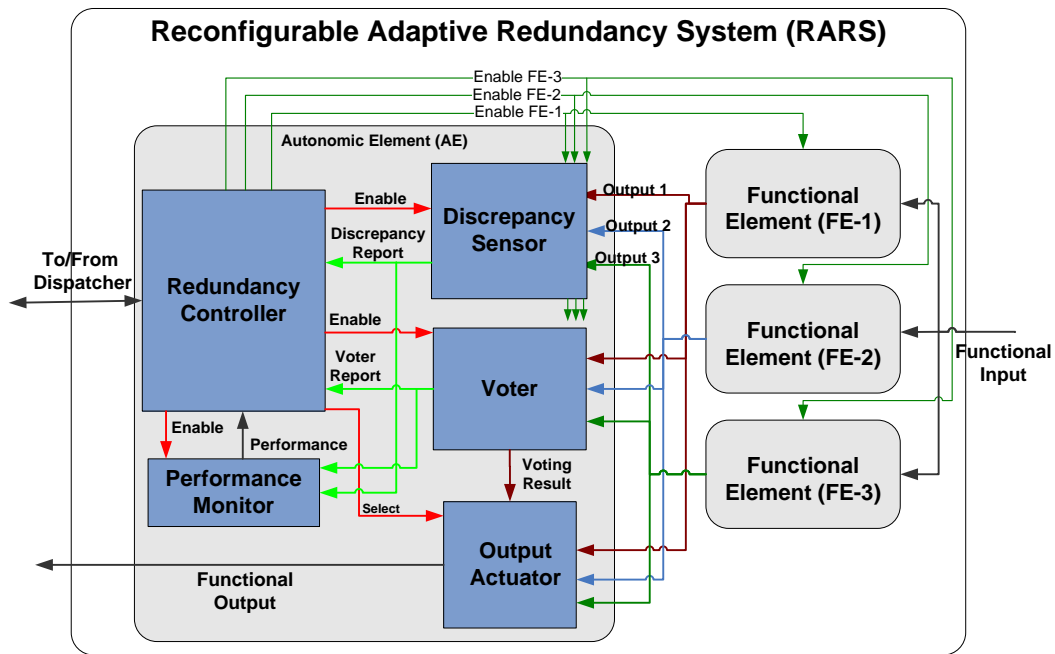 Reconfigurable Adaptive Redundancy System (RARS)
Enable FE-3
Enable FE-2
Enable FE-1
Autonomic Element (AE)
Enable
Discrepancy
Sensor
Output 1
Output 2
Output 3
Functional
Element (FE-1)
Discrepancy
Report
To/From
Dispatcher
Redundancy
Controller
Enable
Functional
Element (FE-2)
Functional
Input
Voter
Report
Voter
Enable
Performance
Performance
Monitor
Voting
Result
Select
Functional
Element (FE-3)
Output
Actuator
Functional
Output